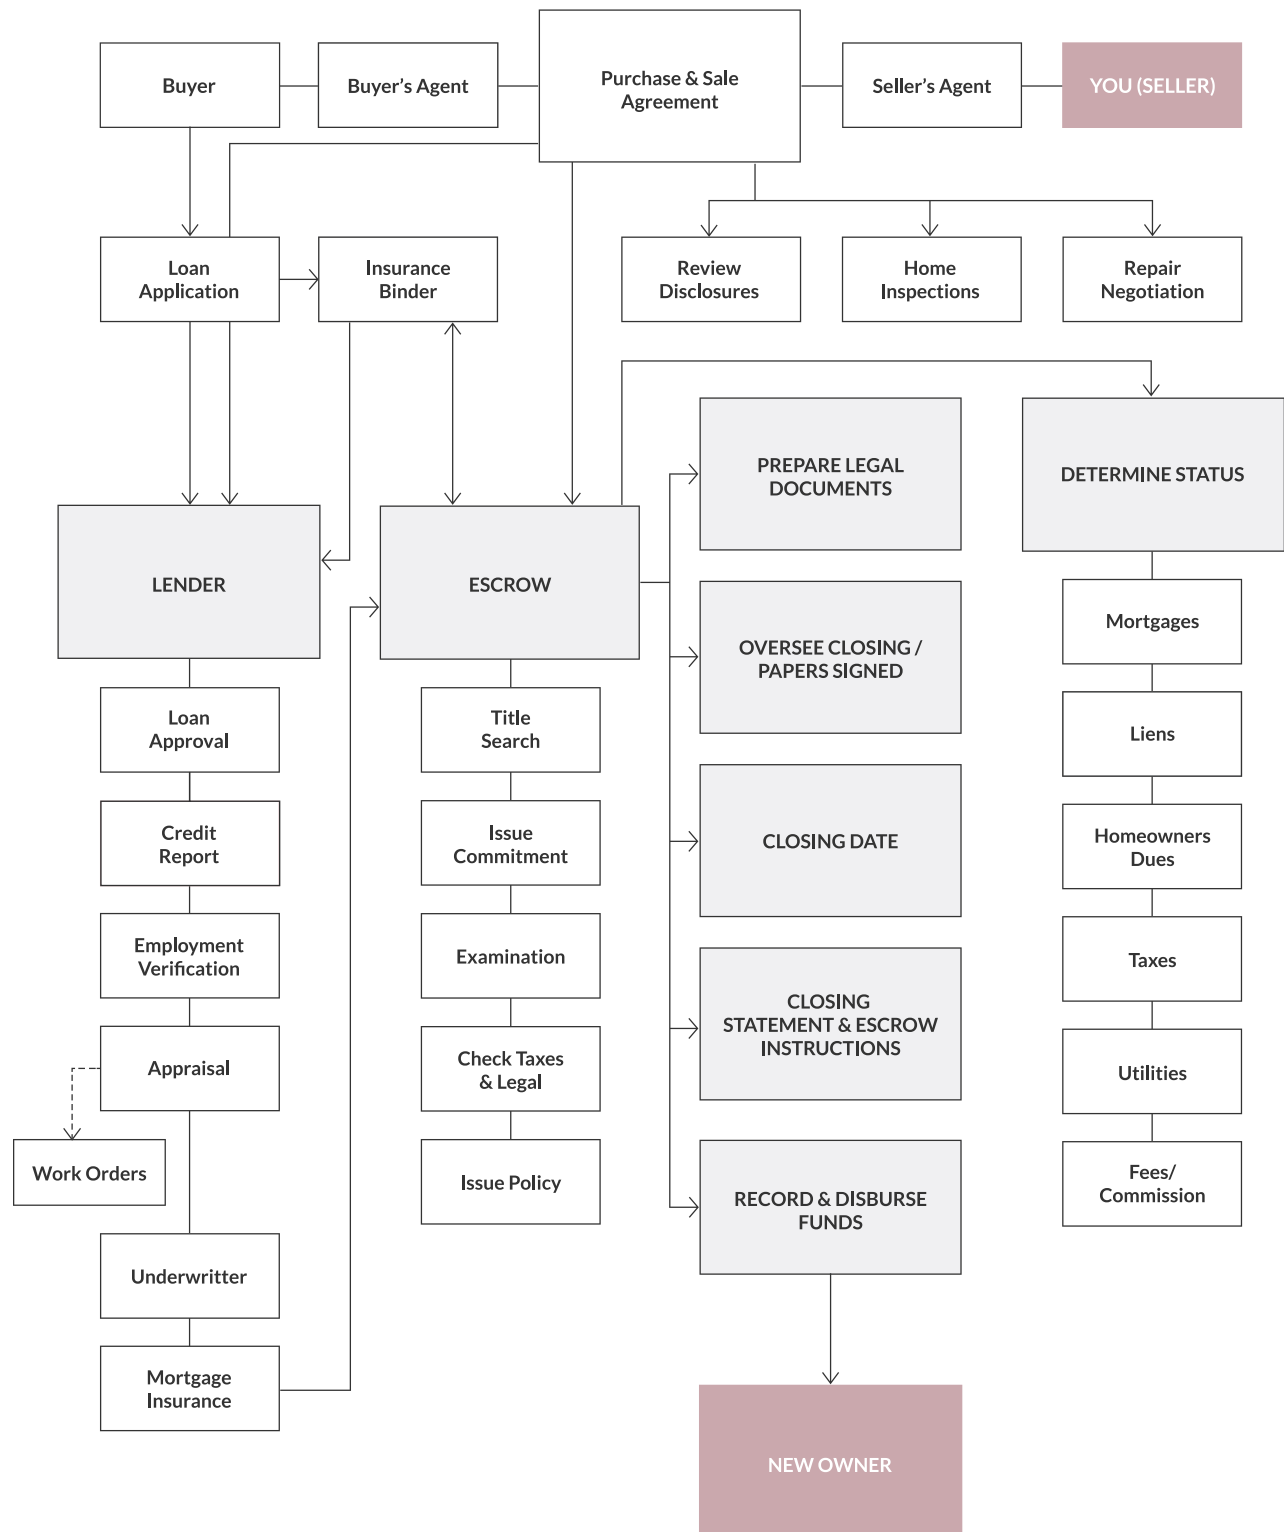 Buyer
Buyer's Agent
Purchase & Sale
Agreement
Seller's Agent
YOU (SELLER)
Loan
Application
Insurance
Binder
Review
Disclosures
Home
Inspections
Repair
Negotiation
LENDER
ESCROW
PREPARE LEGAL
DOCUMENTS
DETERMINE STATUS
OVERSEE CLOSING /
PAPERS SIGNED
CLOSING DATE
CLOSING
STATEMENT & ESCROW
INSTRUCTIONS
RECORD & DISBURSE
FUNDS
NEW OWNER
Loan
Approval
Credit
Report
Employment
Verification
Appraisal
Work Orders
Underwritter
Mortgage
Insurance
Title
Search
Issue
Commitment
Examination
Check Taxes
& Legal
Issue Policy
Mortgages
Liens
Homeowners
Dues
Taxes
Utilities
Fees/
Commission